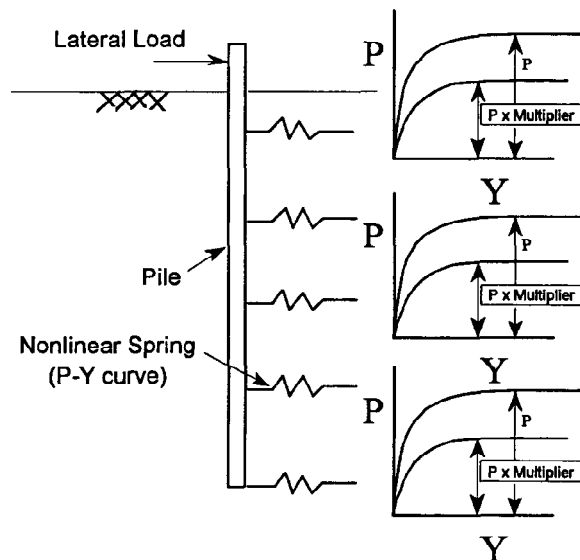 Lateral Load
Pile
Nonlinear Spring
(P-Y curve)
P
P
P x Multiplier
Y
P
P
P x Multiplier
Y
P
P
P x Multiplier
Y